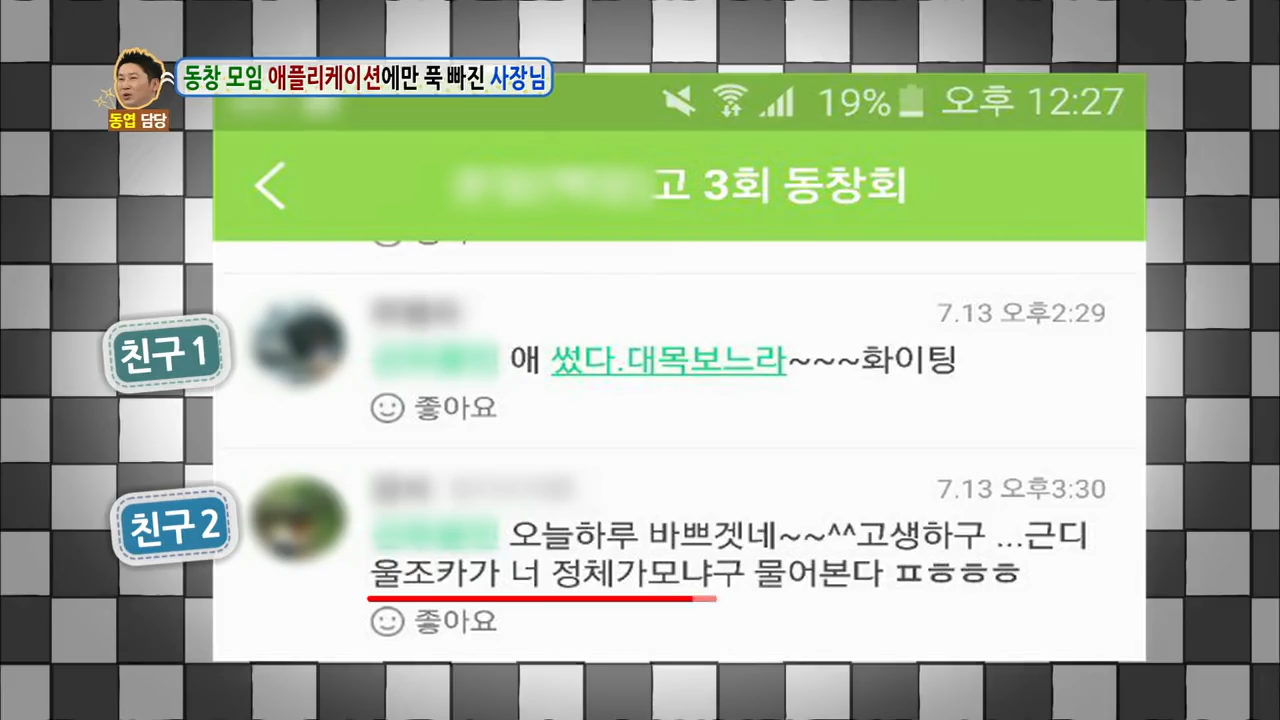 동창 모임 애플리케이션에만 푹 빠진 사장님
동엽 담당
19% 오후 12:27
고 3회 동창회
친구 1
7.13 오후2:29
애 썼다.대목보느라~~~화이팅
좋아요
친구 2
7.13 오후3:30
오늘하루 바쁘겟네~~^^고생하구 ...근디
울조카가 너 정체가모냐구 물어본다 ㅍㅎㅎㅎ
좋아요